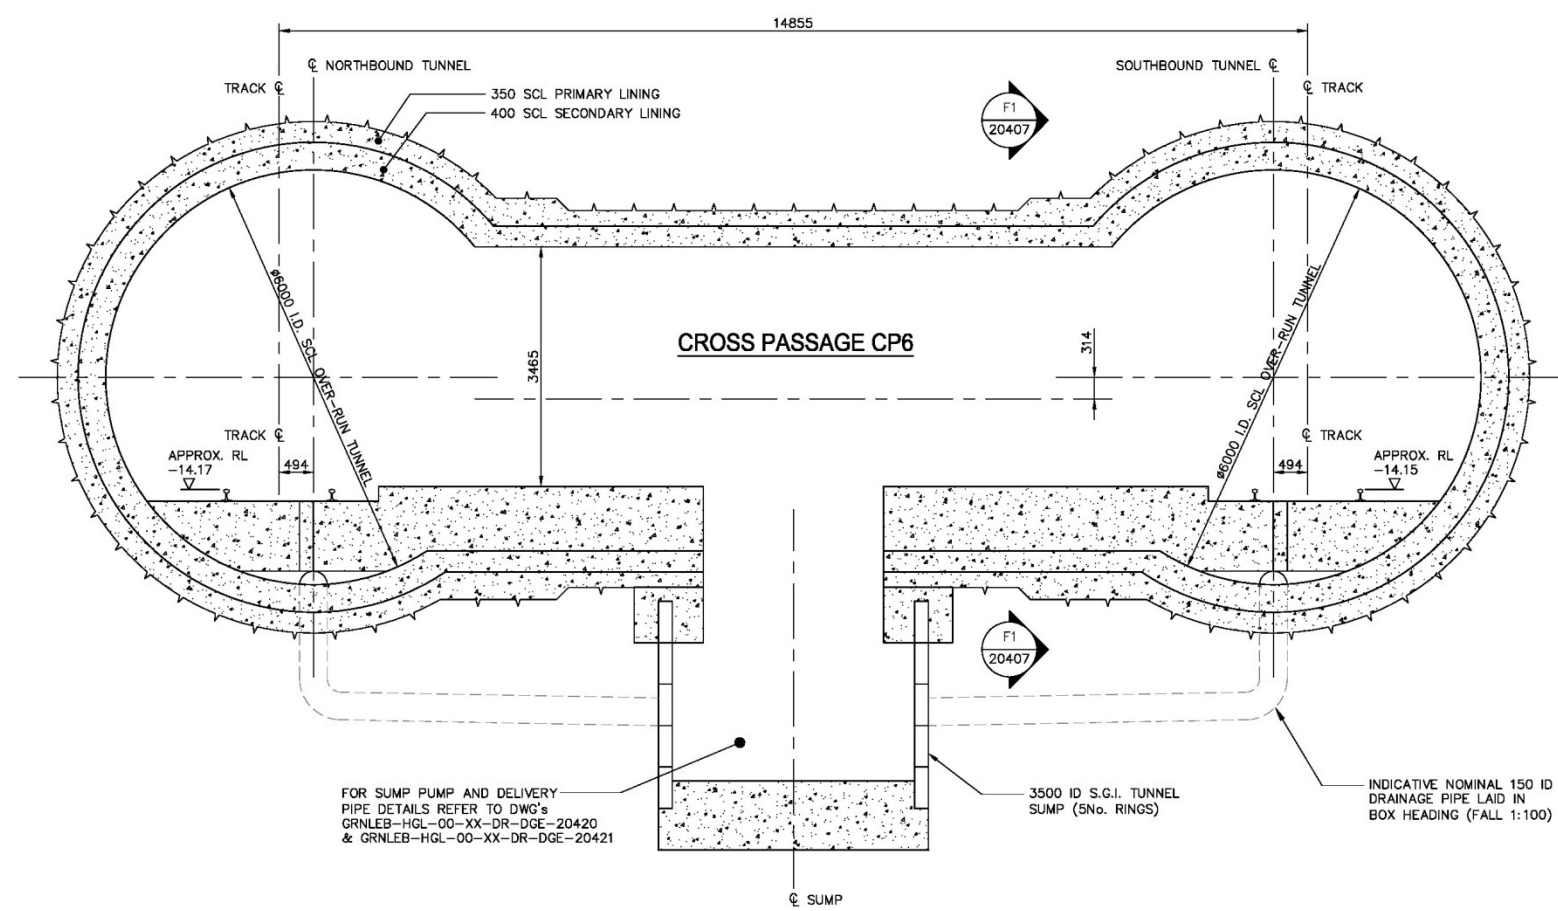 14855
℄ NORTHBOUND TUNNEL
SOUTHBOUND TUNNEL ℄
TRACK ℄
℄ TRACK
350 SCL PRIMARY LINING
400 SCL SECONDARY LINING
F1
20407
ø6000 I.D. SCL OVER-RUN TUNNEL
3465
CROSS PASSAGE CP6
314
ø6000 I.D. SCL OVER-RUN TUNNEL
TRACK ℄
℄ TRACK
APPROX. RL
-14.17
494
494
APPROX. RL
-14.15
F1
20407
FOR SUMP PUMP AND DELIVERY
PIPE DETAILS REFER TO DWG's
GRNLEB-HGL-00-XX-DR-DGE-20420
& GRNLEB-HGL-00-XX-DR-DGE-20421
3500 ID S.G.I. TUNNEL
SUMP (5No. RINGS)
INDICATIVE NOMINAL 150 ID
DRAINAGE PIPE LAID IN
BOX HEADING (FALL 1:100)
℄ SUMP